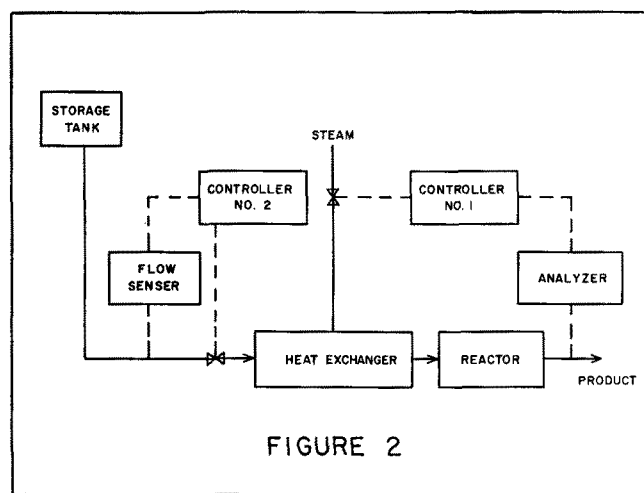 STORAGE
TANK
STEAM
CONTROLLER
NO. 2
CONTROLLER
NO. 1
FLOW
SENSER
ANALYZER
HEAT EXCHANGER
REACTOR
PRODUCT
FIGURE 2